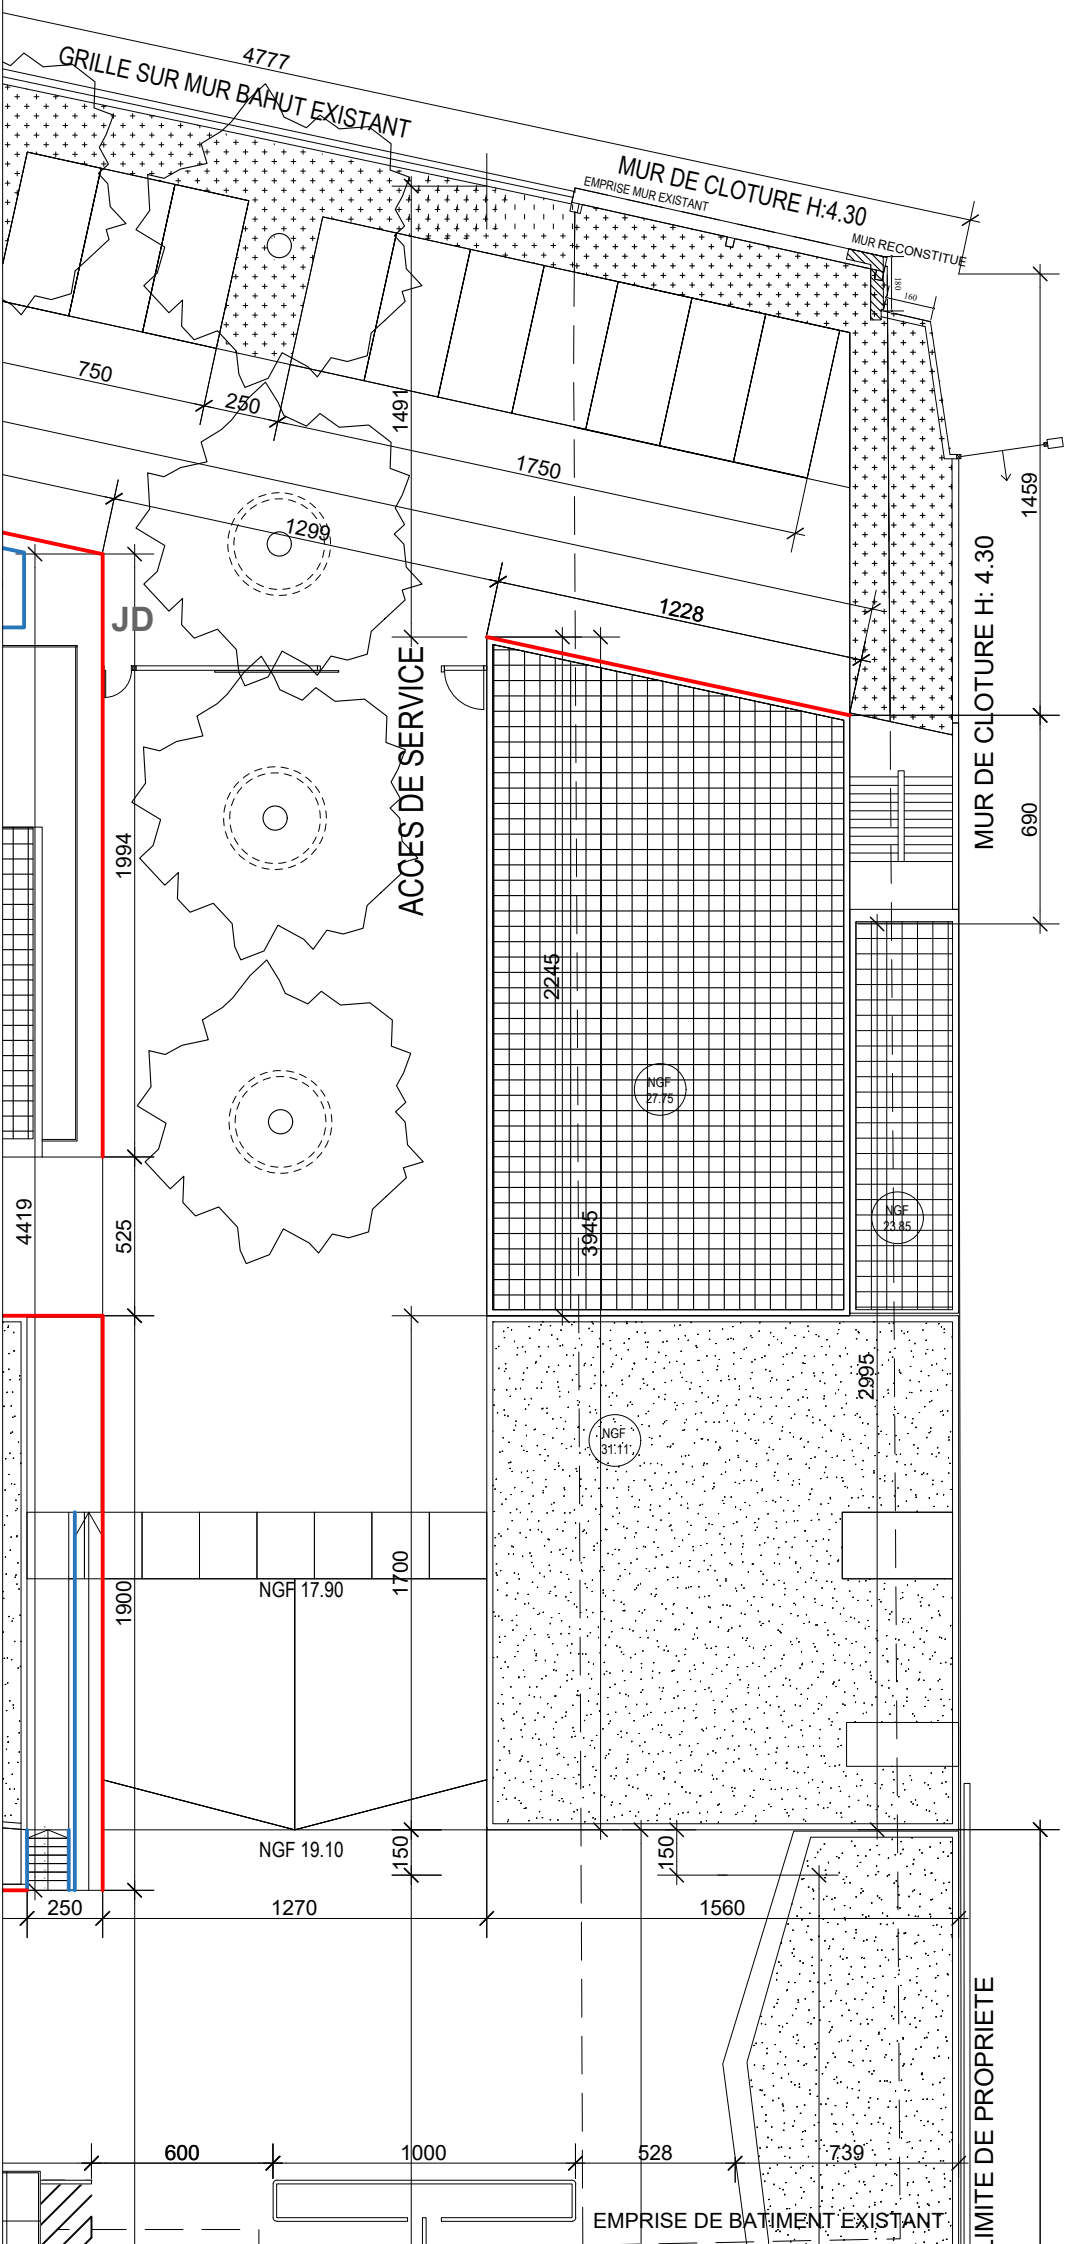 4777
GRILLE SUR MUR BAHUT EXISTANT
MUR DE CLOTURE H:4.30
EMPRISE MUR EXISTANT
MUR RECONSTITUE
180
160
750
250
1491
1750
1459
1299
1228
JD
MUR DE CLOTURE H: 4.30
ACCES DE SERVICE
690
1994
2245
NGF
27.75
NGF
23.85
4419
525
3945
2995
NGF
31.11
NGF 17.90
1900
1700
NGF 19.10
150
150
250
1270
1560
LIMITE DE PROPRIETE
600
1000
528
739
EMPRISE DE BATIMENT EXISTANT